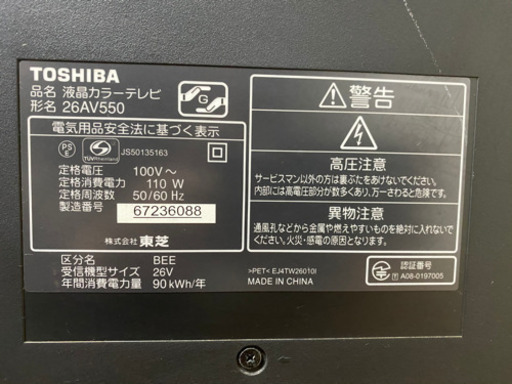 TOSHIBA
品名 液晶カラーテレビ
形名 26AV550
G
電気用品安全法に基づく表示
PS
E
S
TÜVRheinland
JS50135163
定格電圧 100V～
定格消費電力 110 W
定格周波数 50/60 Hz
製造番号 67236088
株式会社 東芝
区分名 BEE
受信機型サイズ 26V
年間消費電力量 90 kWh/年
⚠警告
高圧注意
サービスマン以外の方は裏ぶたをあけないでください。
内部には高電圧部分が数多くあり、万一さわると危険です。
異物注意
通風孔などから金属や燃えやすいものを絶対に入れないで
ください。火災・感電の原因となります。
>PET< EJ4TW26010I
MADE IN CHINA
認証番号
T A08-0197005